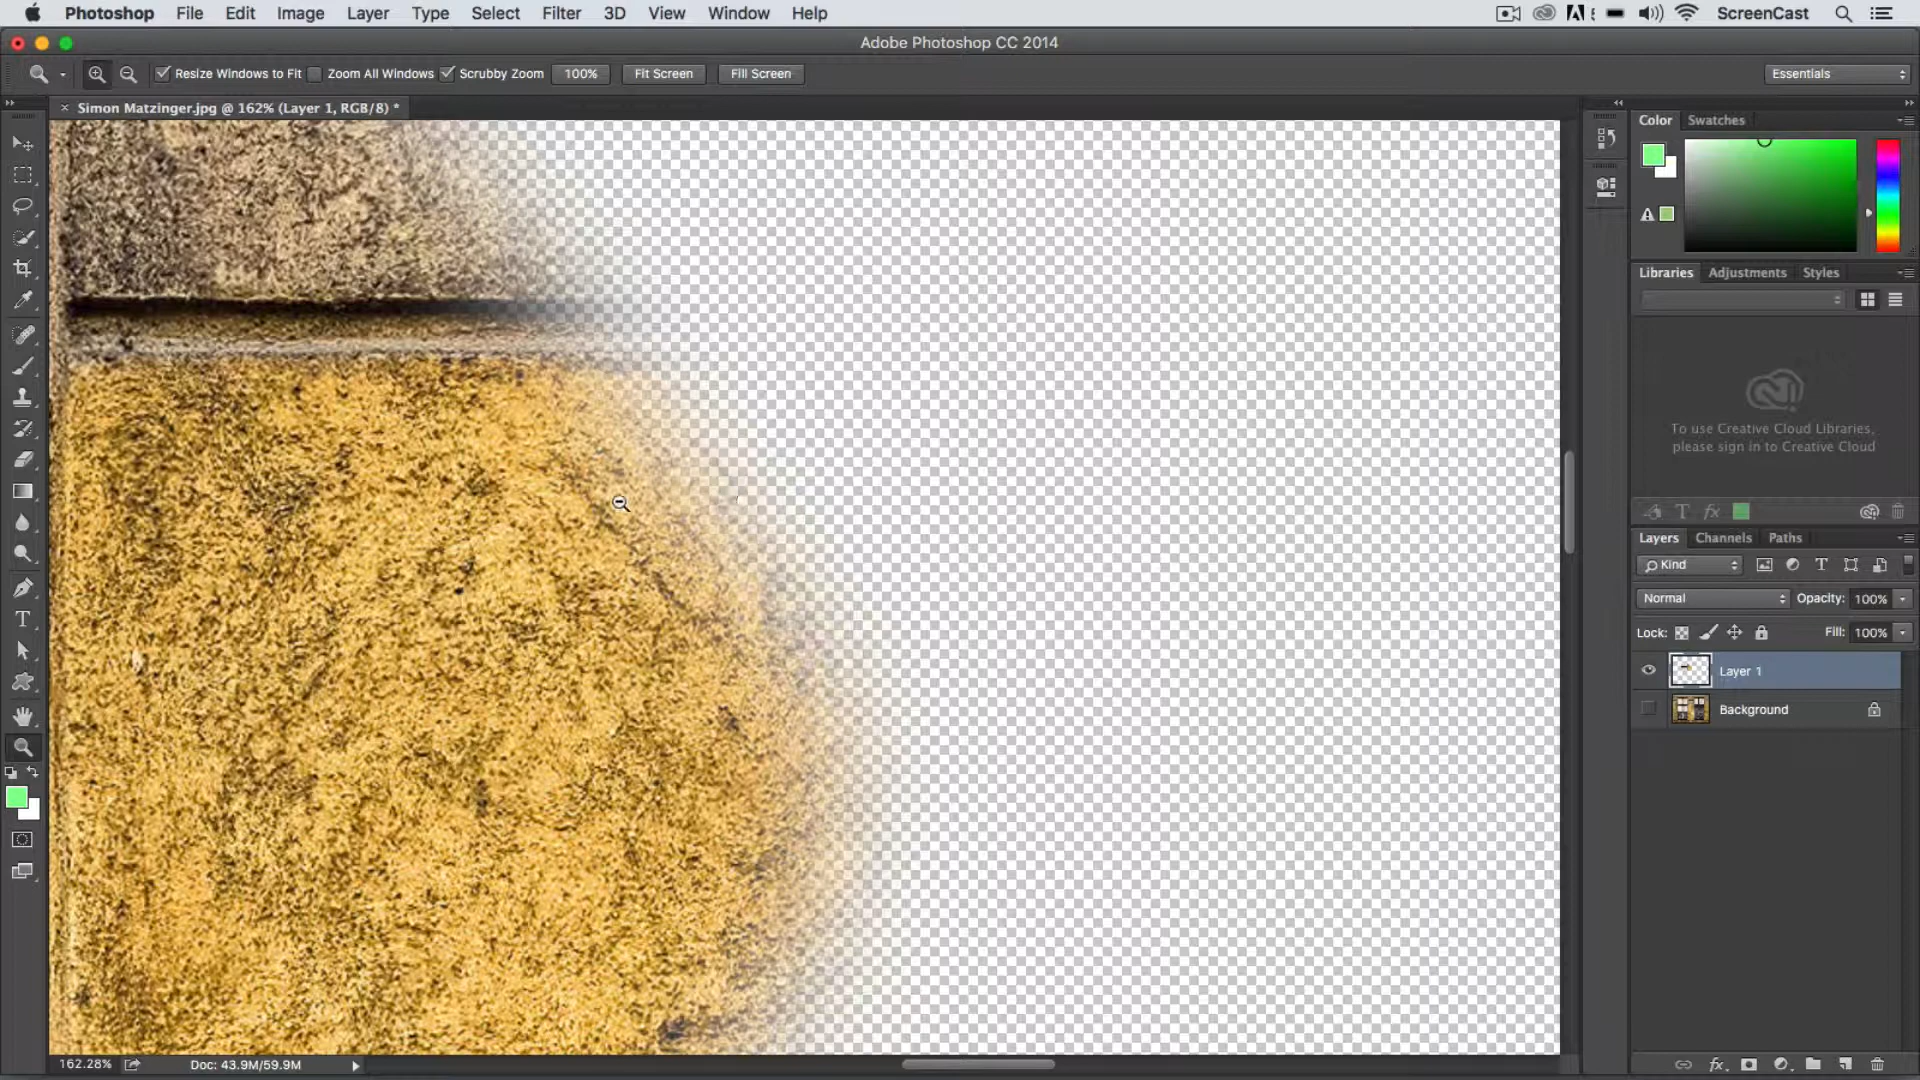 Photoshop File Edit Image Layer Type Select Filter 3D View Window Help ScreenCast
Adobe Photoshop CC 2014
Resize Windows to Fit Zoom All Windows Scrubby Zoom 100% Fit Screen Fill Screen Essentials
Simon Matzinger.jpg @ 162% (Layer 1, RGB/8) *
Color Swatches
Libraries Adjustments Styles
To use Creative Cloud Libraries,
please sign in to Creative Cloud
Layers Channels Paths
Kind
Normal Opacity: 100%
Lock: Fill: 100%
Layer 1
Background
162.28% Doc: 43.9M/59.9M